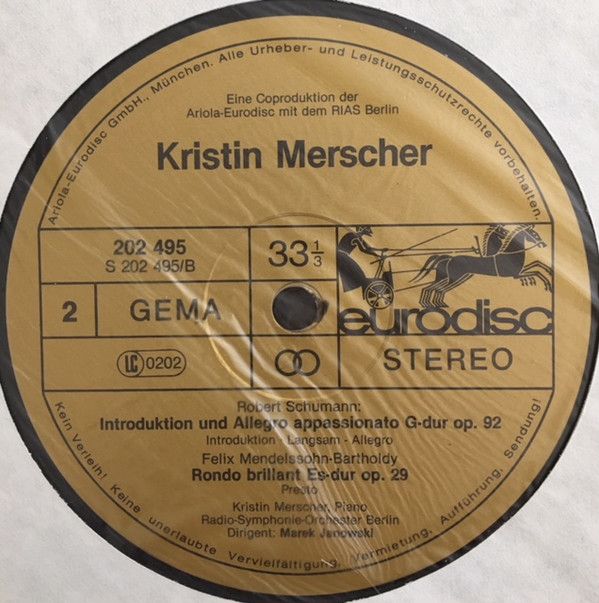 Ariola-Eurodisc GmbH., München. Alle Urheber- und Leistungsschutzrechte vorbehalten.
Eine Coproduktion der
Ariola-Eurodisc mit dem RIAS Berlin
Kristin Merscher
202 495
S 202 495/B
33 1/3
2
GEMA
eurodisc
LC 0202
STEREO
Robert Schumann:
Introduktion und Allegro appassionato G-dur op. 92
Introduktion - Langsam - Allegro
Felix Mendelssohn-Bartholdy
Rondo brillant Es-dur op. 29
Presto
Kristin Merscher, Piano
Radio-Symphonie-Orchester Berlin
Dirigent: Marek Janowski
Kein Verleih! Keine unerlaubte Vervielfältigung, Vermietung, Aufführung, Sendung!